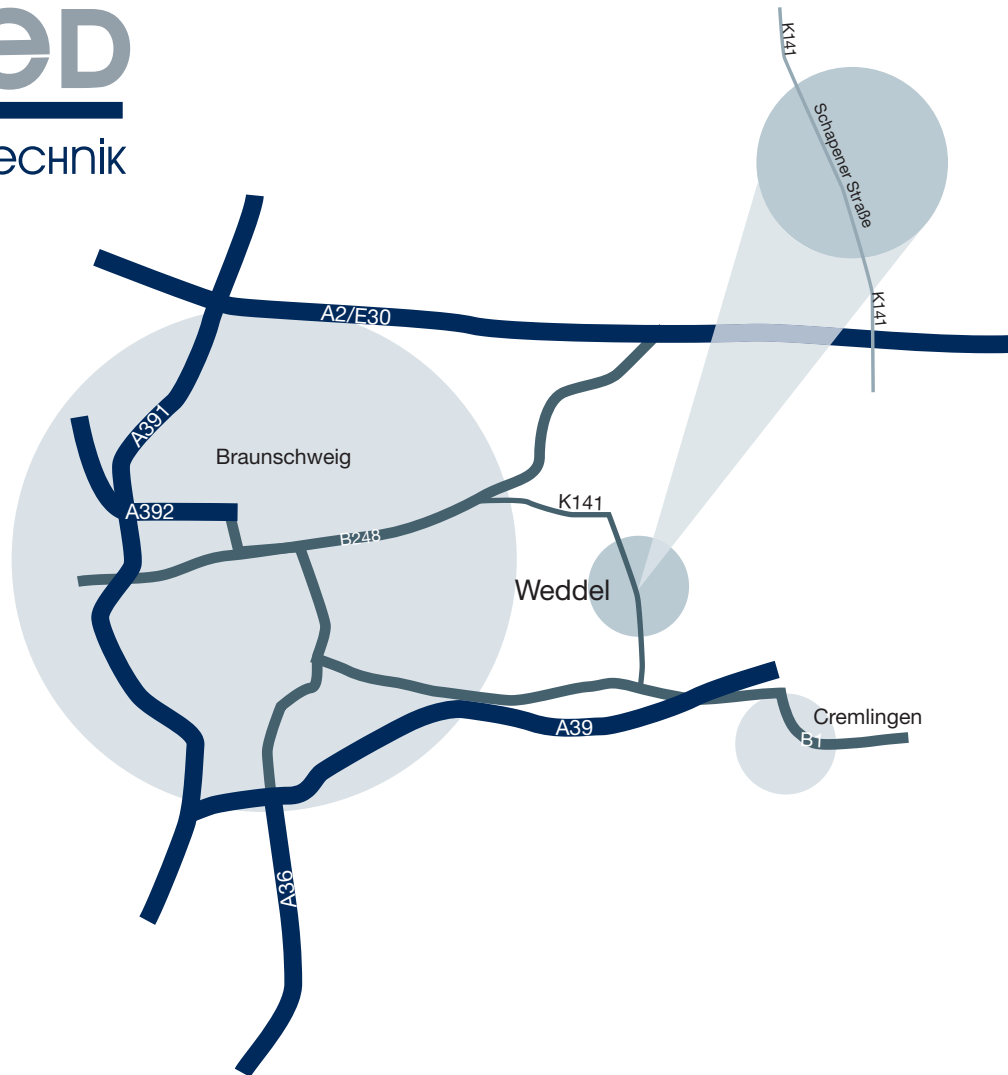 eD
echnik
K141
Schapener Straße
K141
A2/E30
A391
Braunschweig
A392
K141
B248
Weddel
Cremlingen
A39
B1
A36